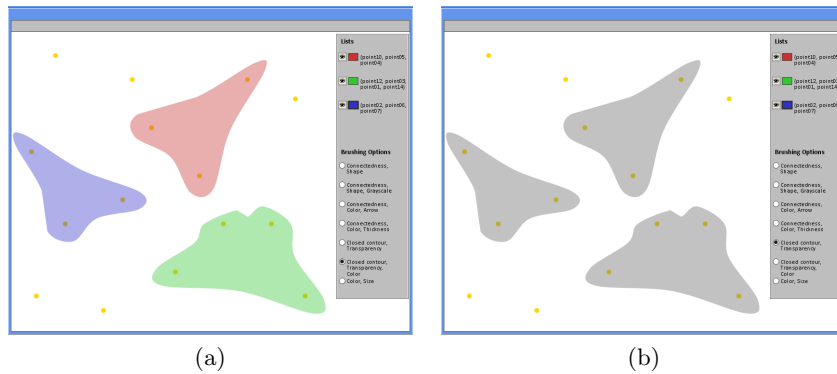 Lists
(point10, point05,
point04)
(point12, point03,
point01, point14)
(point02, point06,
point07)
Brushing Options
Connectedness,
Shape
Connectedness,
Shape, Grayscale
Connectedness,
Color, Arrow
Connectedness,
Color, Thickness
Closed contour,
Transparency
Closed contour,
Transparency,
Color
Color, Size
(a)
Lists
(point10, point05,
point04)
(point12, point03,
point01, point14)
(point02, point06,
point07)
Brushing Options
Connectedness,
Shape
Connectedness,
Shape, Grayscale
Connectedness,
Color, Arrow
Connectedness,
Color, Thickness
Closed contour,
Transparency
Closed contour,
Transparency,
Color
Color, Size
(b)